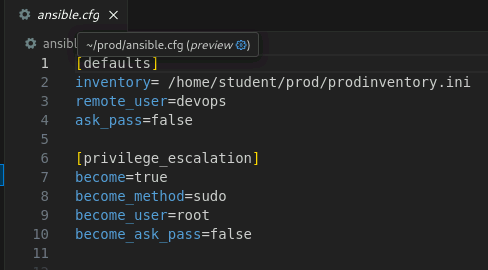 ansible.cfg
ansibl
~/prod/ansible.cfg (preview)
1 [defaults]
2 inventory= /home/student/prod/prodinventory.ini
3 remote_user=devops
4 ask_pass=false
5
6 [privilege_escalation]
7 become=true
8 become_method=sudo
9 become_user=root
10 become_ask_pass=false
11